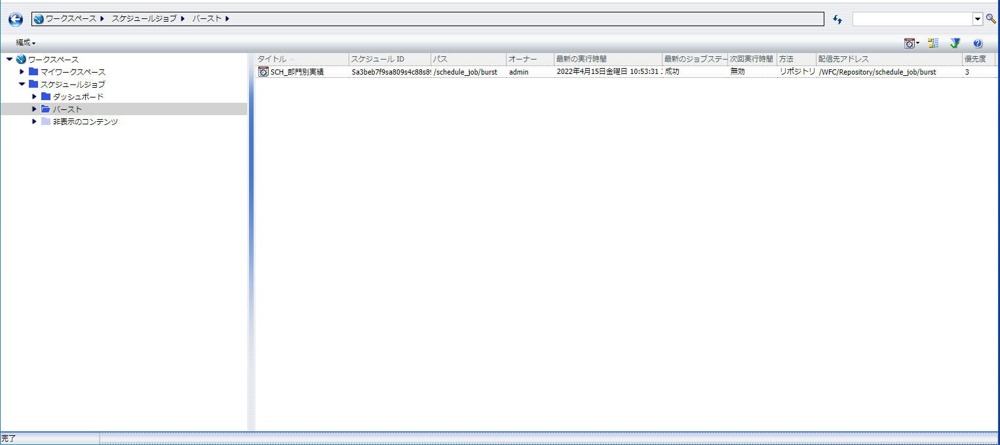 ワークスペース スケジュールジョブ バースト
編成
ワークスペース
マイワークスペース
スケジュールジョブ
ダッシュボード
バースト
非表示のコンテンツ
タイトル スケジュール ID パス オーナー 最新の実行時間 最新のジョブステー 次回実行時間 方法 配信先アドレス 優先度
SCH_部門別実績 Sa3beb7f9sa809s4c88s8 /schedule_job/burst admin 2022年4月15日金曜日 10:53:31 成功 無効 リポジトリ /WFC/Repository/schedule_job/burst 3
完了